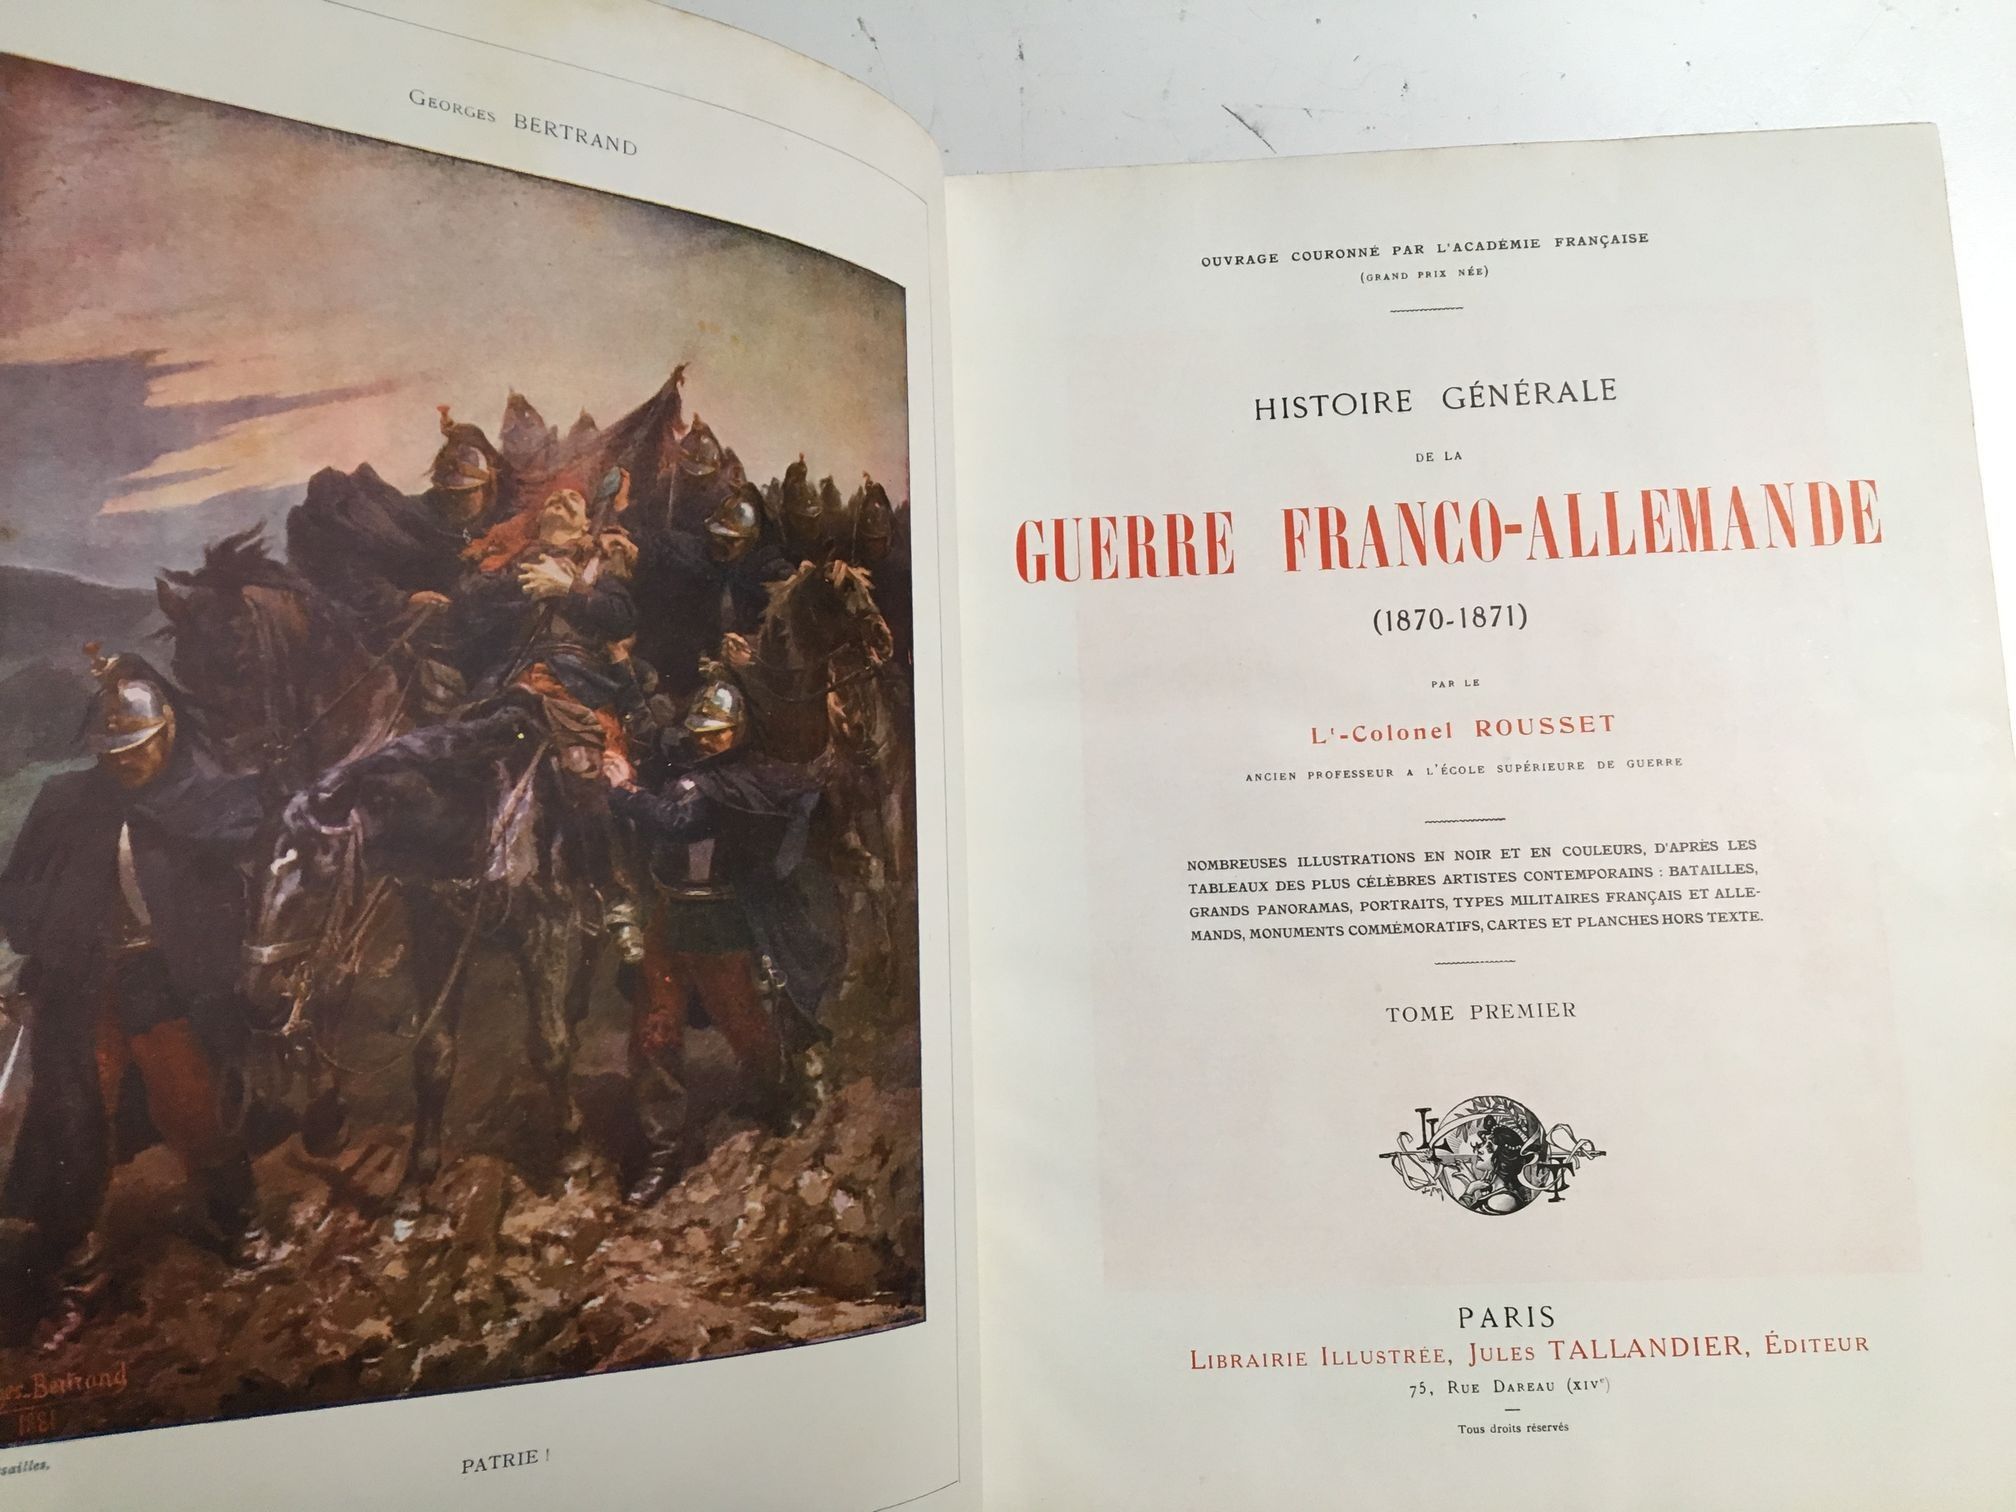 Georges BERTRAND
Bertrand
1881
PATRIE !
OUVRAGE COURONNÉ PAR L'ACADÉMIE FRANÇAISE
(GRAND PRIX NÉE)
HISTOIRE GÉNÉRALE
DE LA
GUERRE FRANCO-ALLEMANDE
(1870-1871)
PAR LE
Lt-Colonel ROUSSET
ANCIEN PROFESSEUR A L'ÉCOLE SUPÉRIEURE DE GUERRE
NOMBREUSES ILLUSTRATIONS EN NOIR ET EN COULEURS, D'APRÈS LES
TABLEAUX DES PLUS CÉLÈBRES ARTISTES CONTEMPORAINS : BATAILLES,
GRANDS PANORAMAS, PORTRAITS, TYPES MILITAIRES FRANÇAIS ET ALLE-
MANDS, MONUMENTS COMMÉMORATIFS, CARTES ET PLANCHES HORS TEXTE.
TOME PREMIER
LI
T
PARIS
Librairie Illustrée, Jules TALLANDIER, Éditeur
75, Rue Dareau (XIVe)
Tous droits réservés